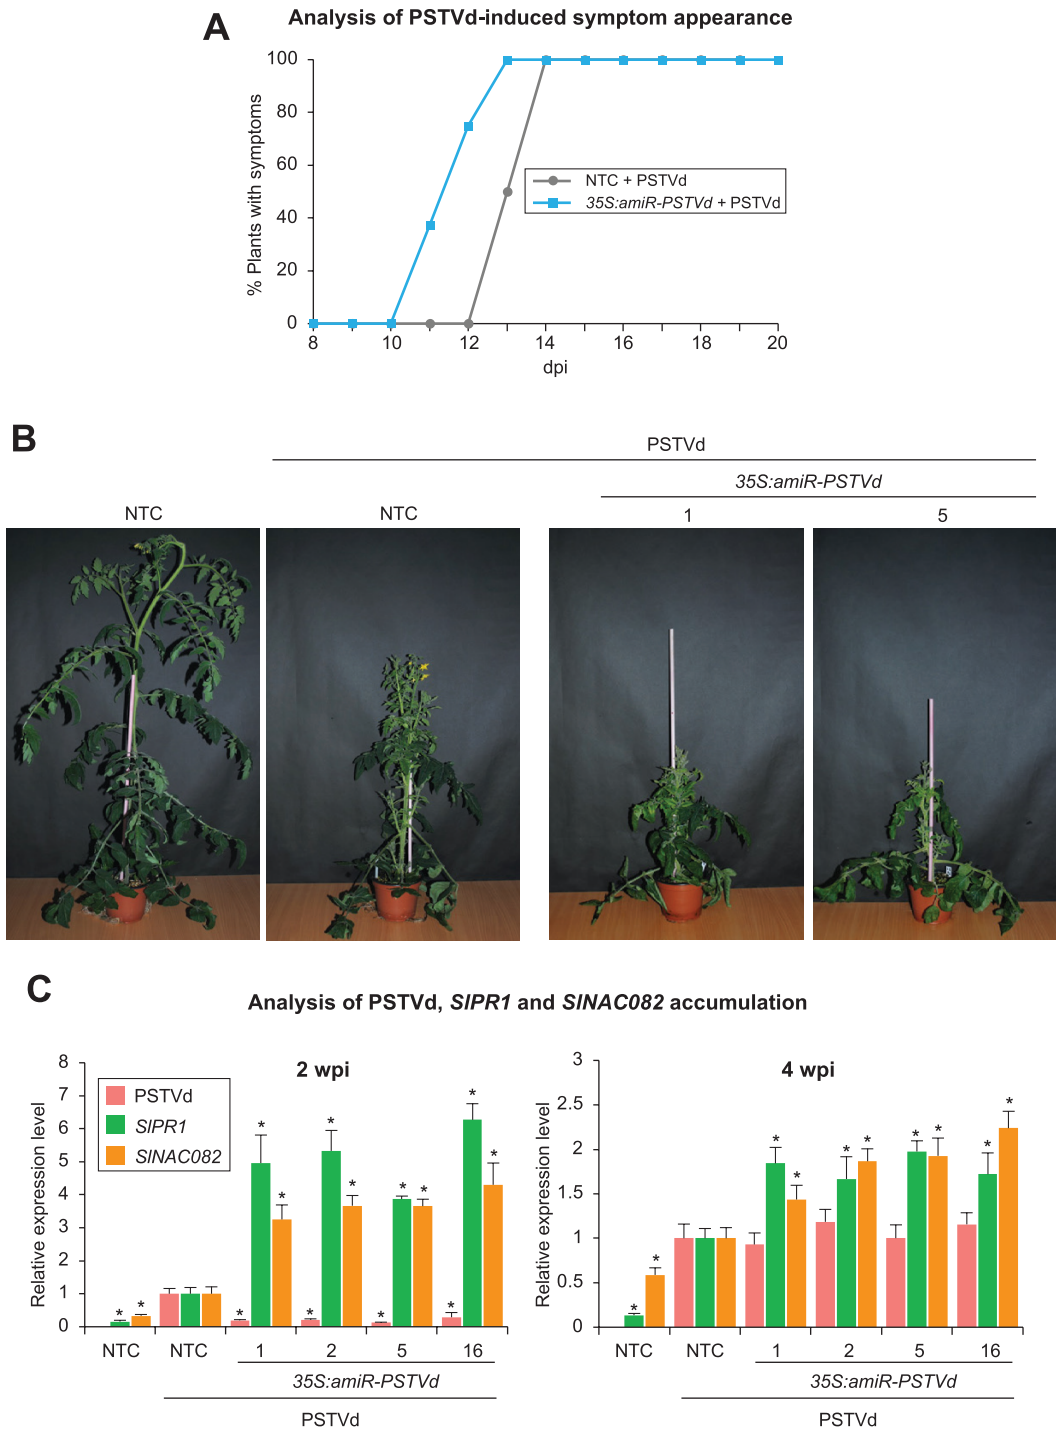 A
Analysis of PSTVd-induced symptom appearance
% Plants with symptoms
100
80
60
40
20
0
8 10 12 14 16 18 20
dpi
NTC + PSTVd
35S:amiR-PSTVd + PSTVd
B
PSTVd
35S:amiR-PSTVd
NTC NTC 1 5
C
Analysis of PSTVd, SlPR1 and SlNAC082 accumulation
2 wpi
Relative expression level
8
7
6
5
4
3
2
1
0
PSTVd
SlPR1
SlNAC082
* * * * * * * * * * * * * *
NTC NTC 1 2 5 16
35S:amiR-PSTVd
PSTVd
4 wpi
Relative expression level
3
2.5
2
1.5
1
0.5
0
* * * * * * * * * *
NTC NTC 1 2 5 16
35S:amiR-PSTVd
PSTVd